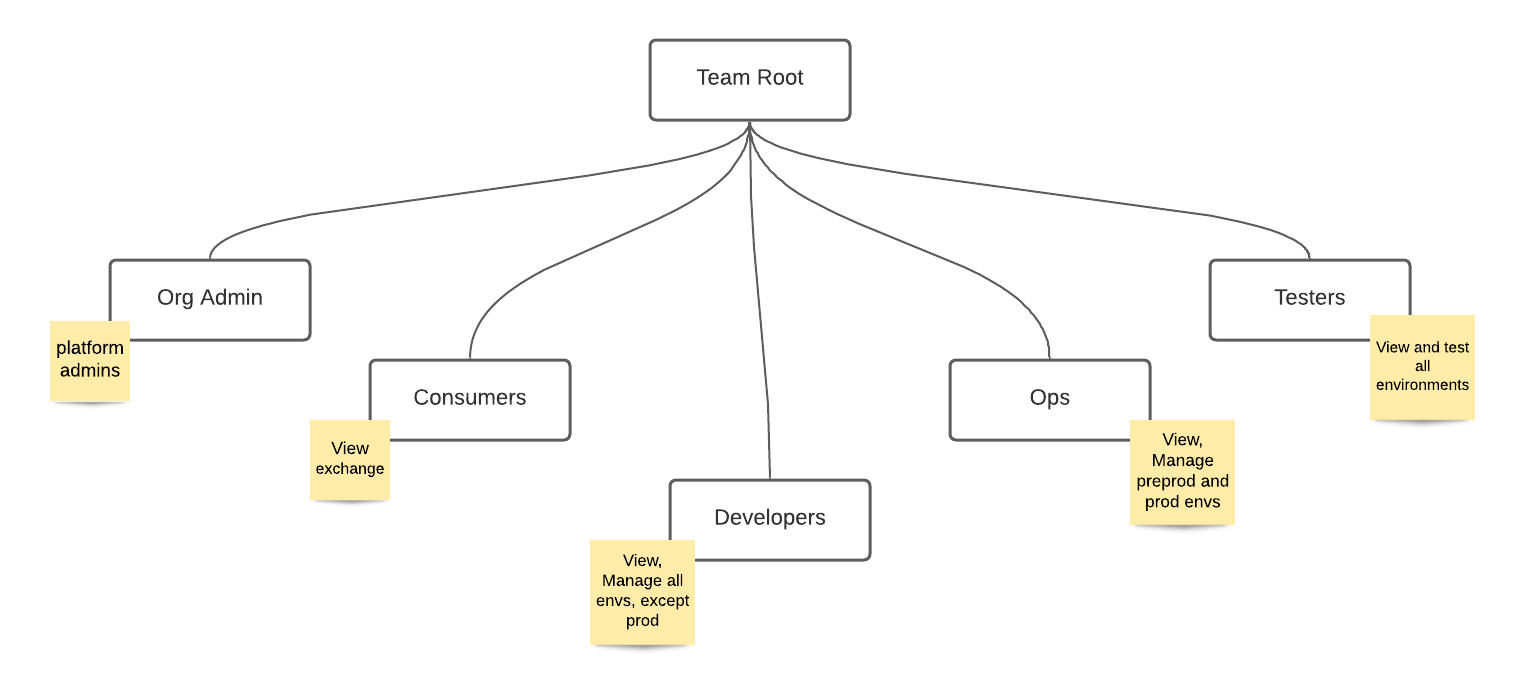 Team Root
Org Admin
platform
admins
Consumers
View
exchange
Developers
View,
Manage all
envs, except
prod
Ops
View,
Manage
preprod and
prod envs
Testers
View and test
all
environments